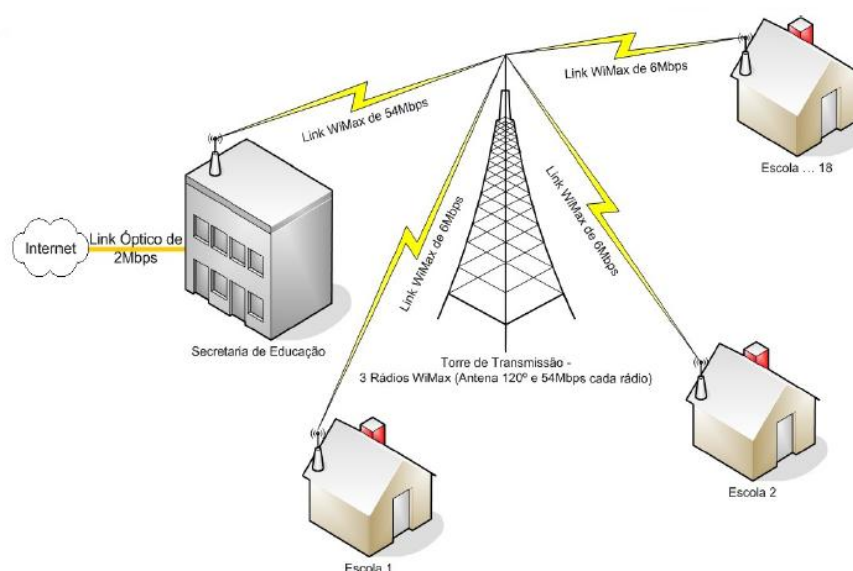 Link WiMax de 6Mbps
Escola ... 18
Link WiMax de 54Mbps
Internet
Link Óptico de
2Mbps
Secretaria de Educação
Link WiMax de 6Mbps
Link WiMax de 6Mbps
Torre de Transmissão -
3 Rádios WiMax (Antena 120º e 54Mbps cada rádio)
Escola 2
Escola 1